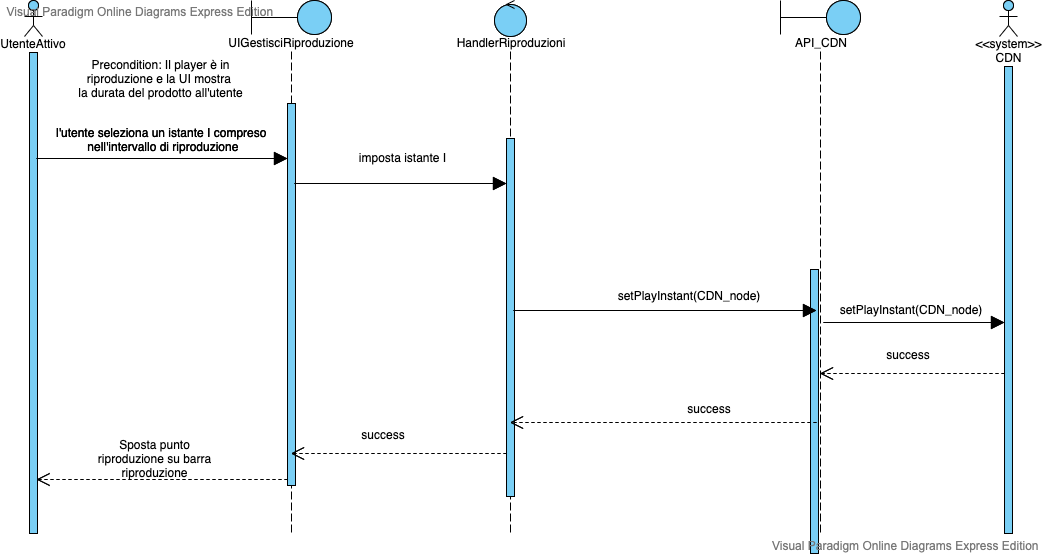 Visual Paradigm Online Diagrams Express Edition
UtenteAttivo
UIGestisciRiproduzione
HandlerRiproduzioni
API_CDN
<<system>>
CDN
Precondition: Il player è in
riproduzione e la UI mostra
la durata del prodotto all'utente
l'utente seleziona un istante I compreso
nell'intervallo di riproduzione
imposta istante I
setPlayInstant(CDN_node)
setPlayInstant(CDN_node)
success
success
success
Sposta punto
riproduzione su barra
riproduzione
Visual Paradigm Online Diagrams Express Edition